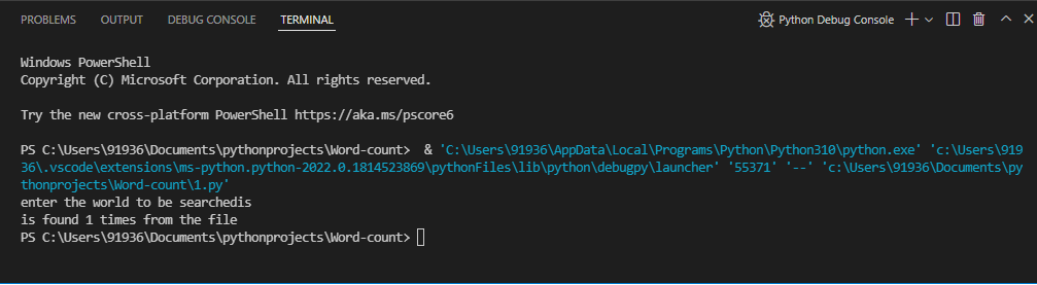 PROBLEMS OUTPUT DEBUG CONSOLE TERMINAL Python Debug Console
Windows PowerShell
Copyright (C) Microsoft Corporation. All rights reserved.
Try the new cross-platform PowerShell https://aka.ms/pscore6
PS C:\Users\91936\Documents\pythonprojects\Word-count>  & 'C:\Users\91936\AppData\Local\Programs\Python\Python310\python.exe' 'c:\Users\919
36\.vscode\extensions\ms-python.python-2022.0.1814523869\pythonFiles\lib\python\debugpy\launcher' '55371' '--' 'c:\Users\91936\Documents\py
thonprojects\Word-count\1.py'
enter the world to be searchedis
is found 1 times from the file
PS C:\Users\91936\Documents\pythonprojects\Word-count>